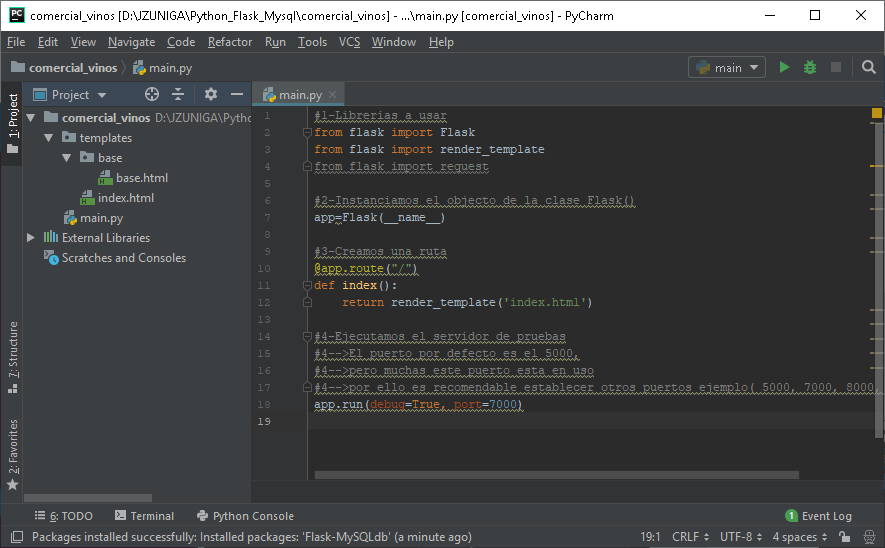 PC comercial_vinos [D:\JZUNIGA\Python_Flask_Mysql\comercial_vinos] - ...\main.py [comercial_vinos] - PyCharm
File Edit View Navigate Code Refactor Run Tools VCS Window Help
comercial_vinos main.py main
1: Project
Project
comercial_vinos D:\JZUNIGA\Pytho
templates
base
base.html
index.html
main.py
External Libraries
Scratches and Consoles
7: Structure
2: Favorites
main.py
1 #1-Librerias a usar
2 from flask import Flask
3 from flask import render_template
4 from flask import request
5
6 #2-Instanciamos el objecto de la clase Flask()
7 app=Flask(__name__)
8
9 #3-Creamos una ruta
10 @app.route("/")
11 def index():
12 return render_template('index.html')
13
14 #4-Ejecutamos el servidor de pruebas
15 #4-->El puerto por defecto es el 5000,
16 #4-->pero muchas este puerto esta en uso
17 #4-->por ello es recomendable establecer otros puertos ejemplo( 5000, 7000, 8000,
18 app.run(debug=True, port=7000)
19
6: TODO Terminal Python Console 1 Event Log
Packages installed successfully: Installed packages: 'Flask-MySQLdb' (a minute ago) 19:1 CRLF UTF-8 4 spaces